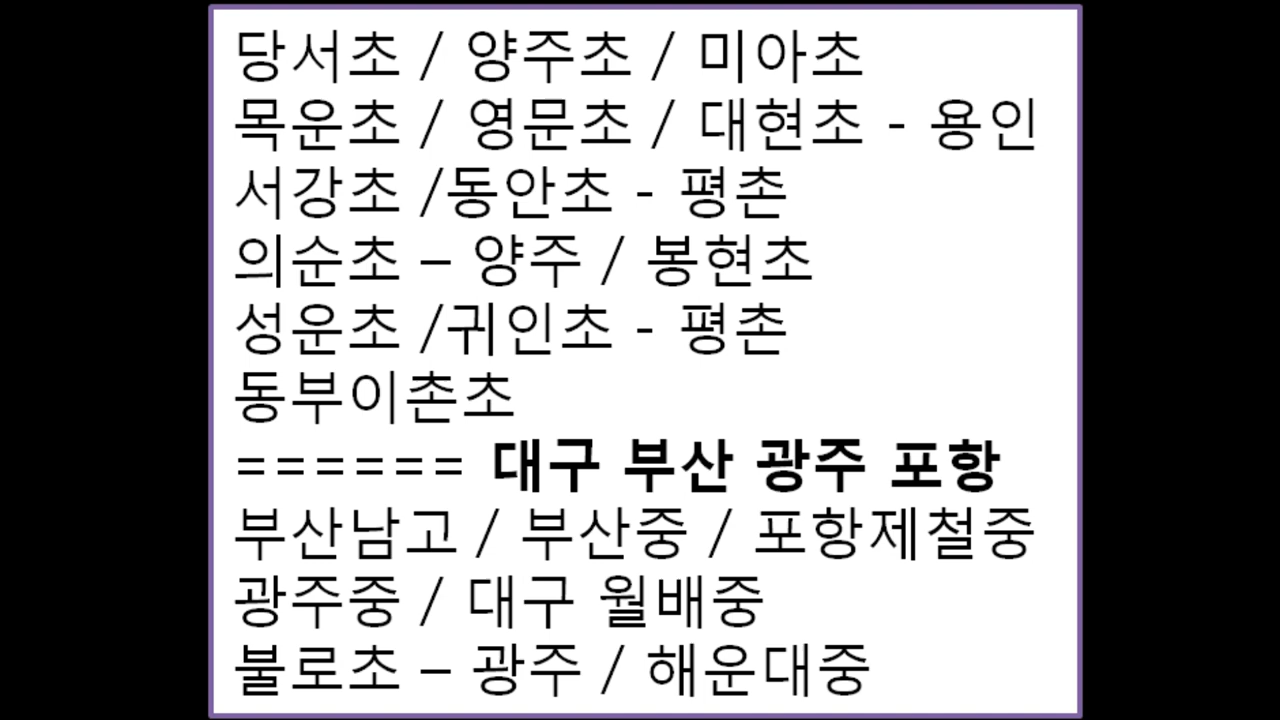 당서초 / 양주초 / 미아초
목운초 / 영문초 / 대현초 - 용인
서강초 /동안초 - 평촌
의순초 – 양주 / 봉현초
성운초 /귀인초 - 평촌
동부이촌초
====== 대구 부산 광주 포항
부산남고 / 부산중 / 포항제철중
광주중 / 대구 월배중
불로초 – 광주 / 해운대중